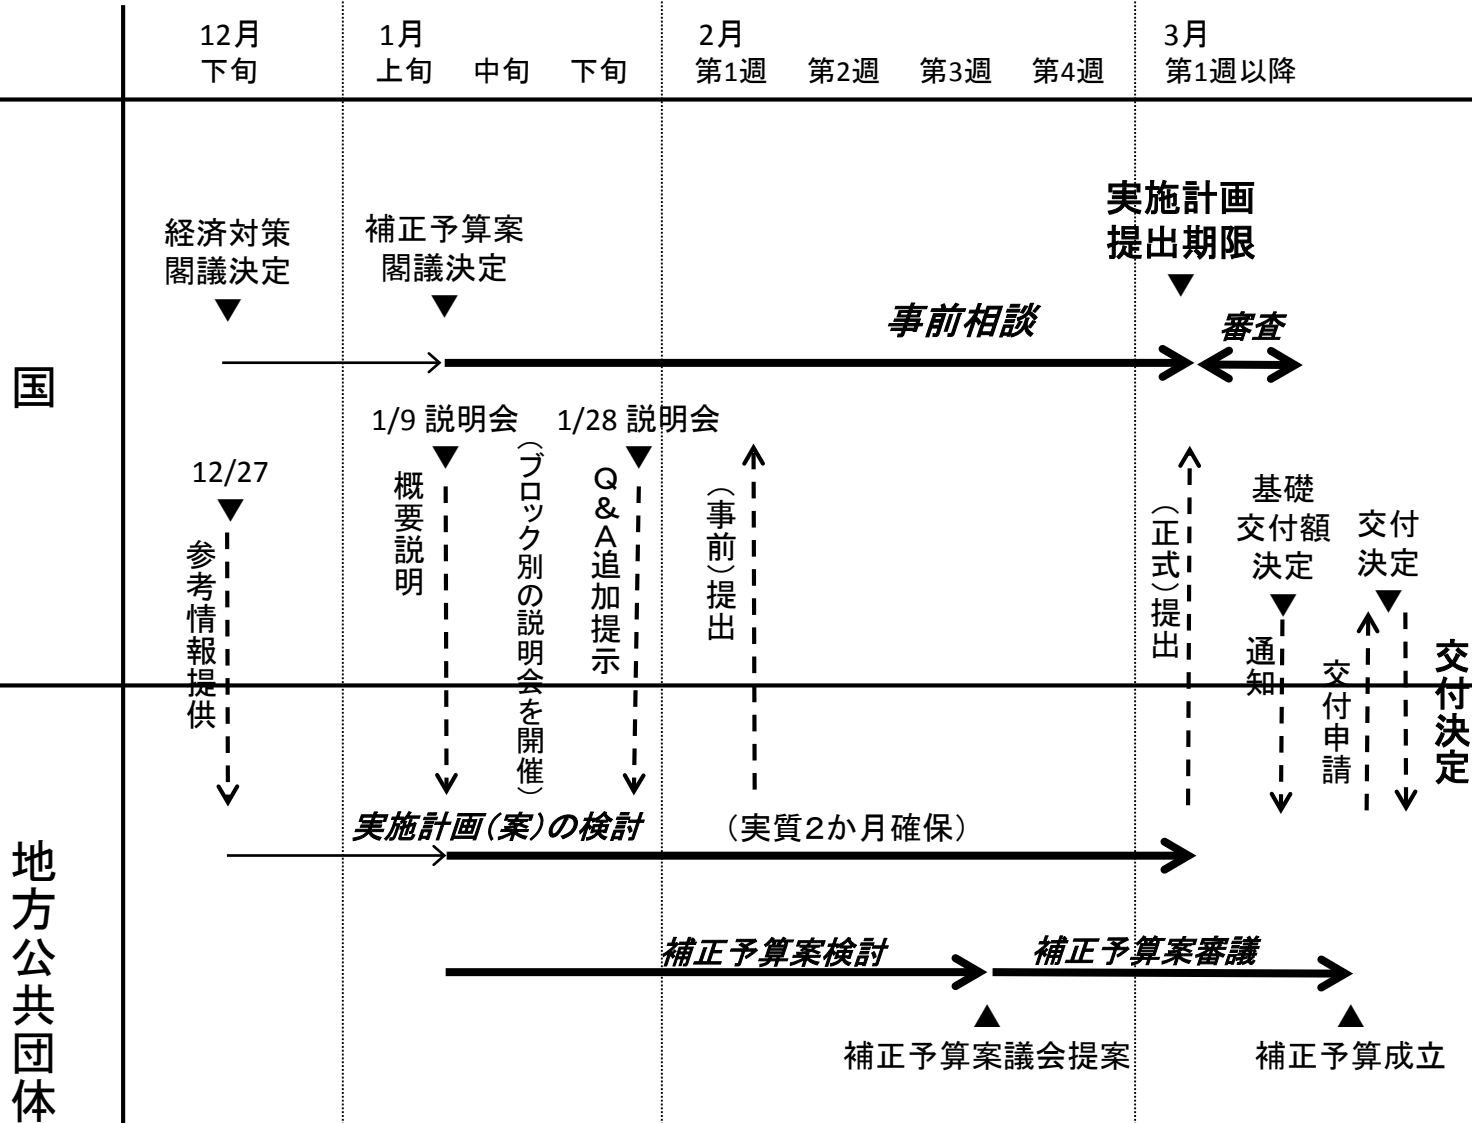 12月
下旬
1月
上旬 中旬 下旬
2月
第1週 第2週 第3週 第4週
3月
第1週以降
国
経済対策
閣議決定
補正予算案
閣議決定
実施計画
提出期限
事前相談
審査
12/27
参考情報提供
1/9 説明会
概要説明
（ブロック別の説明会を開催）
1/28 説明会
Q&A追加提示
（事前）提出
（正式）提出
基礎
交付額
決定
通知
交付
決定
交付申請
交付決定
地方公共団体
実施計画（案）の検討
（実質２か月確保）
補正予算案検討
補正予算案審議
補正予算案議会提案
補正予算成立